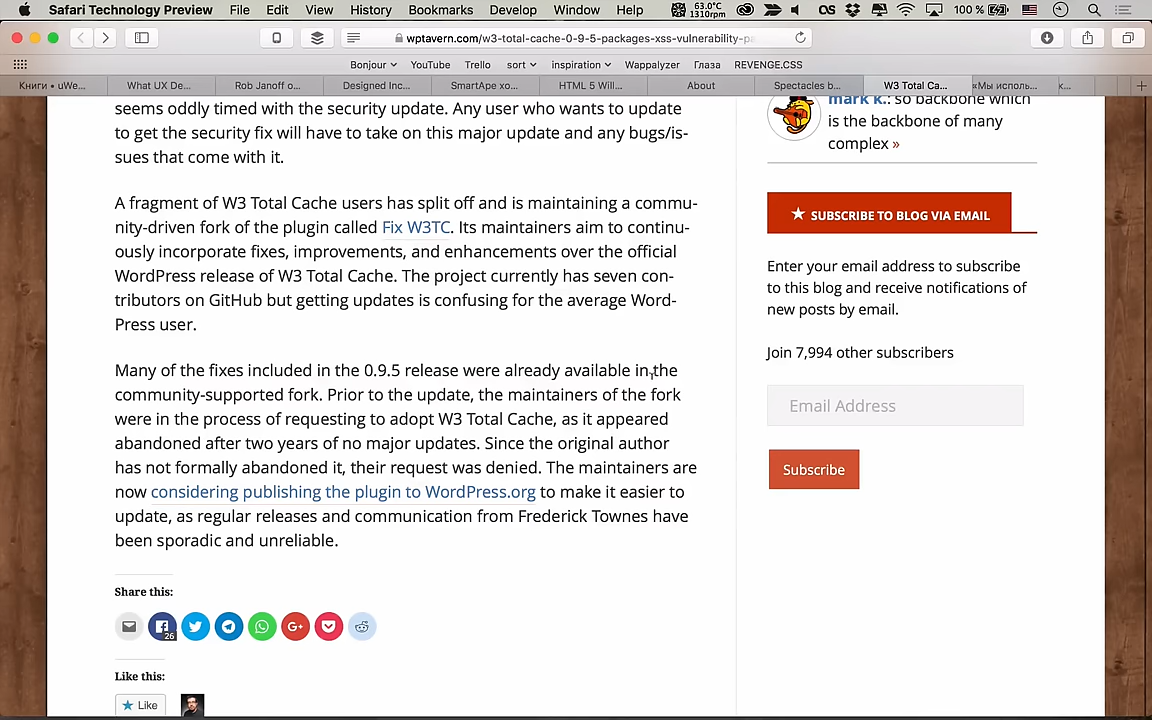 Safari Technology Preview File Edit View History Bookmarks Develop Window Help 63.0°C 1310rpm 100 %
wptavern.com/w3-total-cache-0-9-5-packages-xss-vulnerability-pa
Bonjour YouTube Trello sort inspiration Wappalyzer Глаза REVENGE.CSS
Книги • uWe... What UX De... Rob Janoff o... Designed Inc... SmartApe хо... HTML 5 Will... About Spectacles b... W3 Total Ca... «Мы исполь... к...
seems oddly timed with the security update. Any user who wants to update
to get the security fix will have to take on this major update and any bugs/is-
sues that come with it.
A fragment of W3 Total Cache users has split off and is maintaining a commu-
nity-driven fork of the plugin called Fix W3TC. Its maintainers aim to continu-
ously incorporate fixes, improvements, and enhancements over the official
WordPress release of W3 Total Cache. The project currently has seven con-
tributors on GitHub but getting updates is confusing for the average Word-
Press user.
Many of the fixes included in the 0.9.5 release were already available in the
community-supported fork. Prior to the update, the maintainers of the fork
were in the process of requesting to adopt W3 Total Cache, as it appeared
abandoned after two years of no major updates. Since the original author
has not formally abandoned it, their request was denied. The maintainers are
now considering publishing the plugin to WordPress.org to make it easier to
update, as regular releases and communication from Frederick Townes have
been sporadic and unreliable.
Share this:
26
G+
Like this:
Like
mark k.: so backbone which
is the backbone of many
complex »
SUBSCRIBE TO BLOG VIA EMAIL
Enter your email address to subscribe
to this blog and receive notifications of
new posts by email.
Join 7,994 other subscribers
Email Address
Subscribe